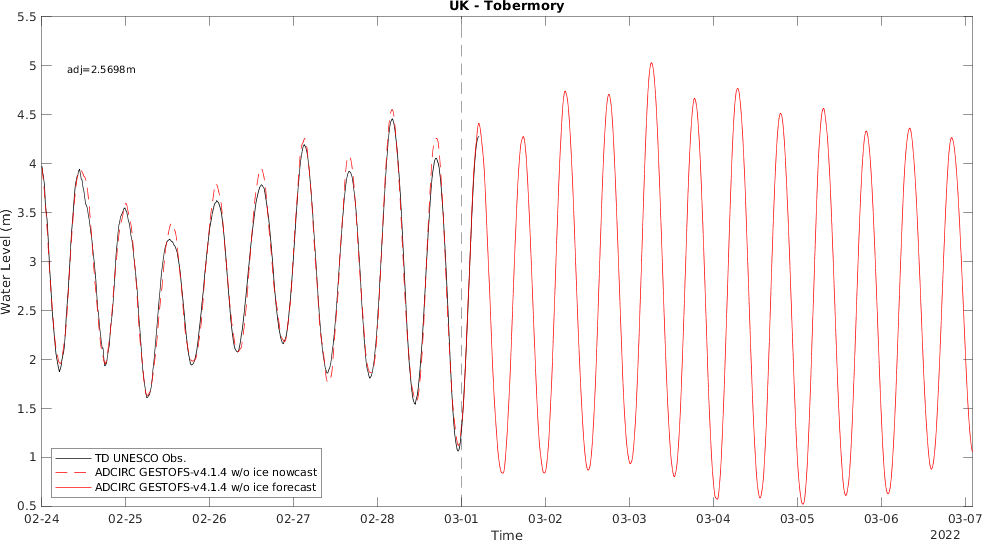 UK - Tobermory
adj=2.5698m
5.5
5
4.5
4
3.5
3
2.5
2
1.5
1
0.5
Water Level (m)
TD UNESCO Obs.
ADCIRC GESTOFS-v4.1.4 w/o ice nowcast
ADCIRC GESTOFS-v4.1.4 w/o ice forecast
02-24 02-25 02-26 02-27 02-28 03-01 03-02 03-03 03-04 03-05 03-06 03-07
Time
2022